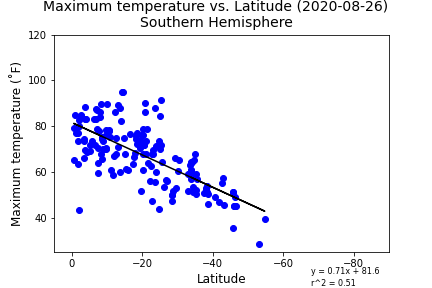 Maximum temperature vs. Latitude (2020-08-26)
Southern Hemisphere
Maximum temperature (˚F)
120
100
80
60
40
0 −20 −40 −60 −80
Latitude
y = 0.71x + 81.6
r^2 = 0.51